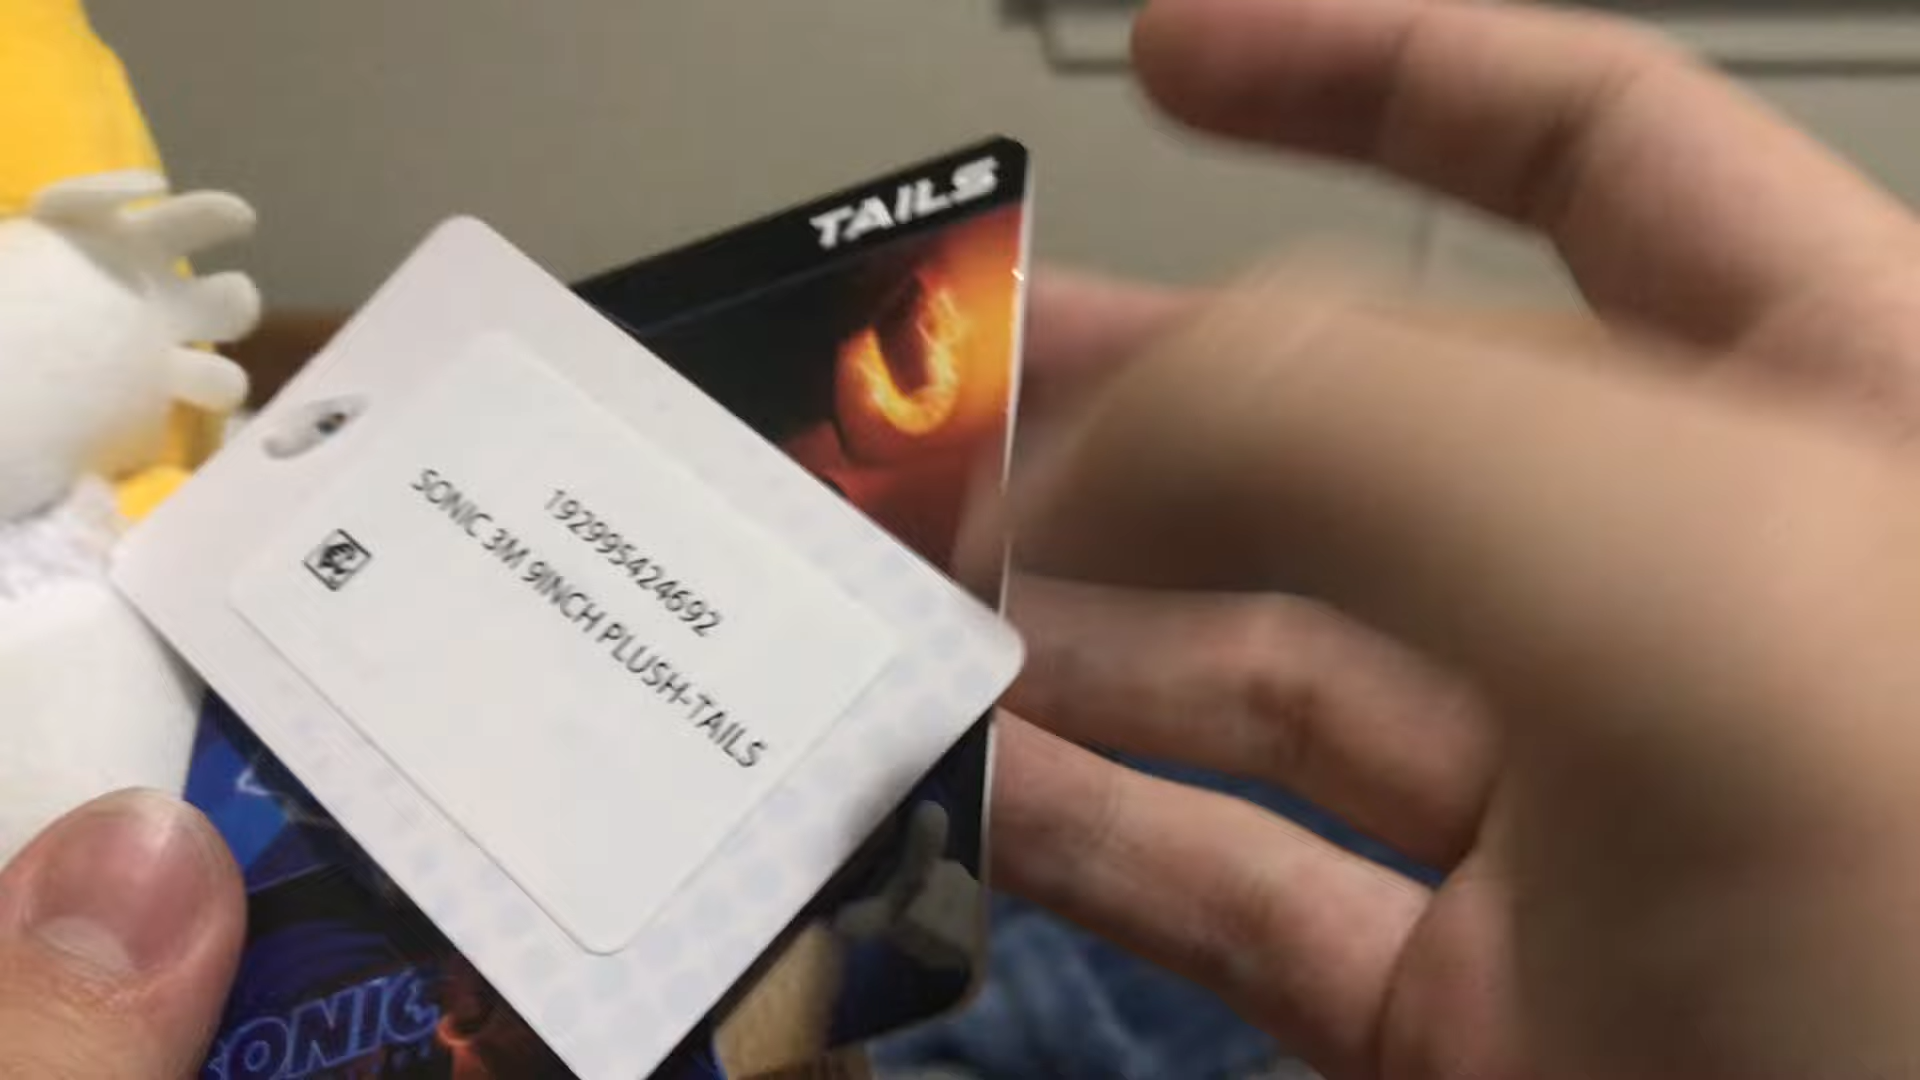 TAILS
192995424692
SONIC 3M 9INCH PLUSH-TAILS
SONIC